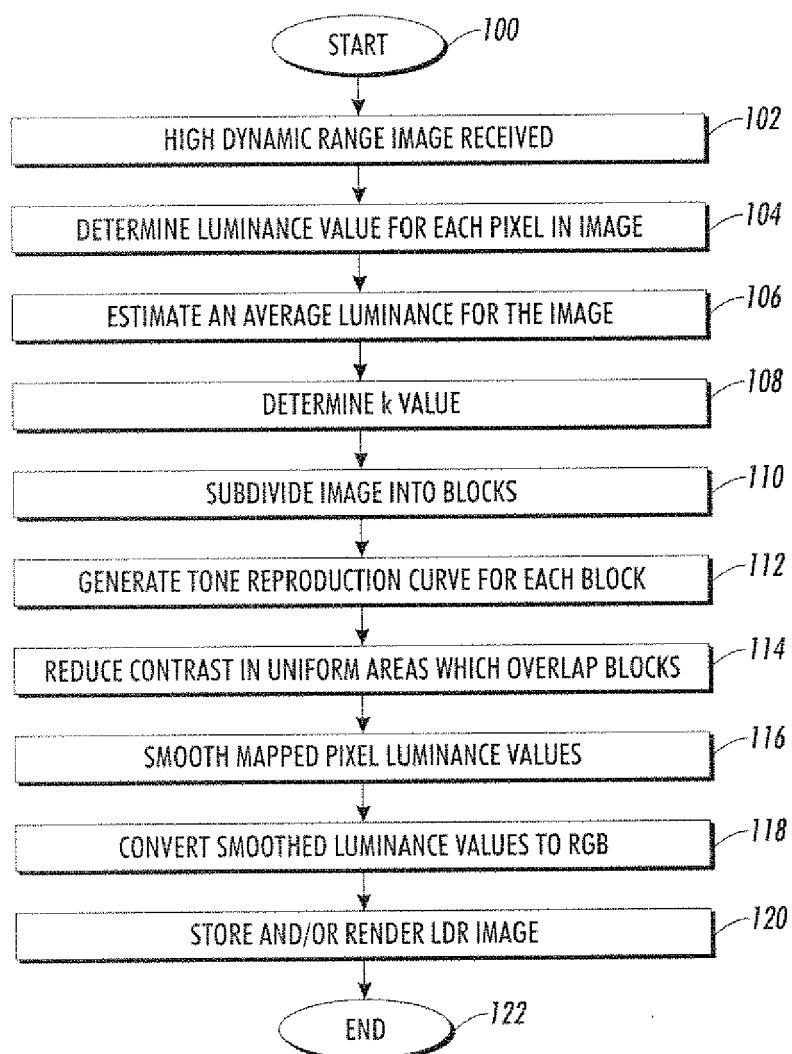 START 100
HIGH DYNAMIC RANGE IMAGE RECEIVED 102
DETERMINE LUMINANCE VALUE FOR EACH PIXEL IN IMAGE 104
ESTIMATE AN AVERAGE LUMINANCE FOR THE IMAGE 106
DETERMINE k VALUE 108
SUBDIVIDE IMAGE INTO BLOCKS 110
GENERATE TONE REPRODUCTION CURVE FOR EACH BLOCK 112
REDUCE CONTRAST IN UNIFORM AREAS WHICH OVERLAP BLOCKS 114
SMOOTH MAPPED PIXEL LUMINANCE VALUES 116
CONVERT SMOOTHED LUMINANCE VALUES TO RGB 118
STORE AND/OR RENDER LDR IMAGE 120
END 122